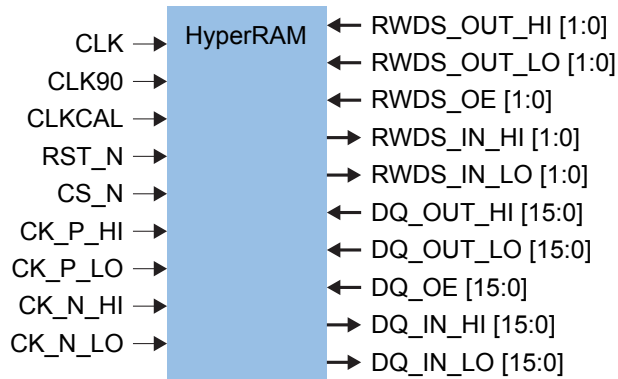 HyperRAM
CLK
CLK90
CLKCAL
RST_N
CS_N
CK_P_HI
CK_P_LO
CK_N_HI
CK_N_LO
RWDS_OUT_HI [1:0]
RWDS_OUT_LO [1:0]
RWDS_OE [1:0]
RWDS_IN_HI [1:0]
RWDS_IN_LO [1:0]
DQ_OUT_HI [15:0]
DQ_OUT_LO [15:0]
DQ_OE [15:0]
DQ_IN_HI [15:0]
DQ_IN_LO [15:0]